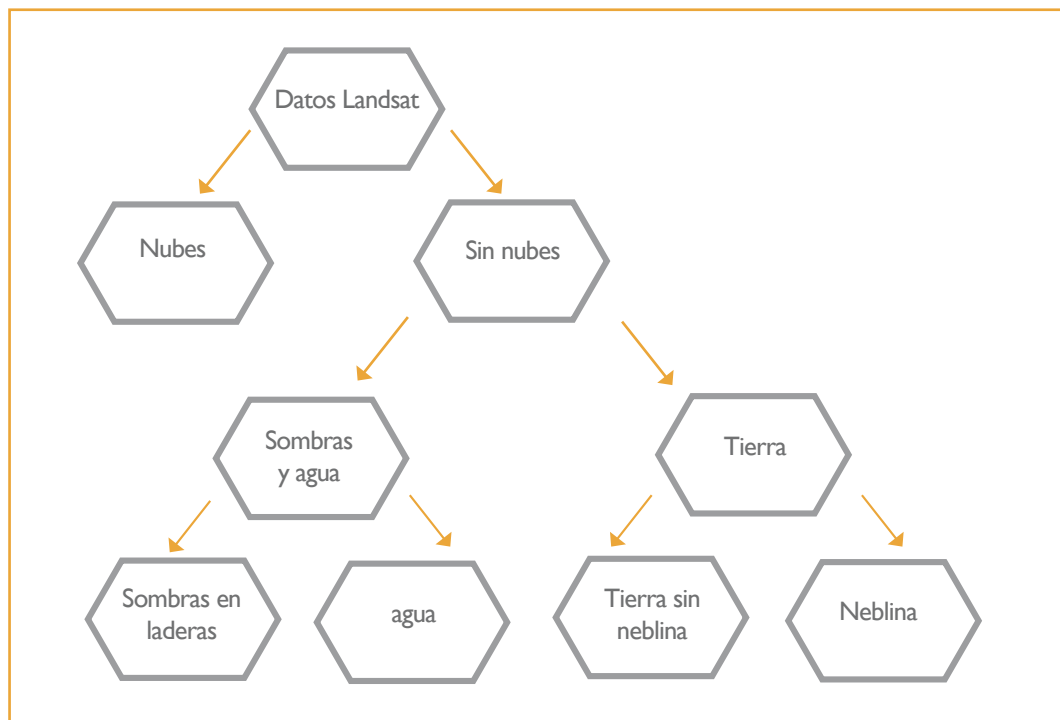 Datos Landsat
Nubes
Sin nubes
Sombras
y agua
Tierra
Sombras en
laderas
agua
Tierra sin
neblina
Neblina